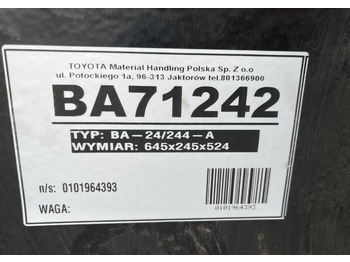 TOYOTA Material Handling Polska Sp. Z o.o
ul. Potockiego 1a, 96-313 Jaktorów tel.801366900
BA71242
TYP: BA-24/244-A
WYMIAR: 645x245x524
n/s: 0101964393
0101964393
WAGA: